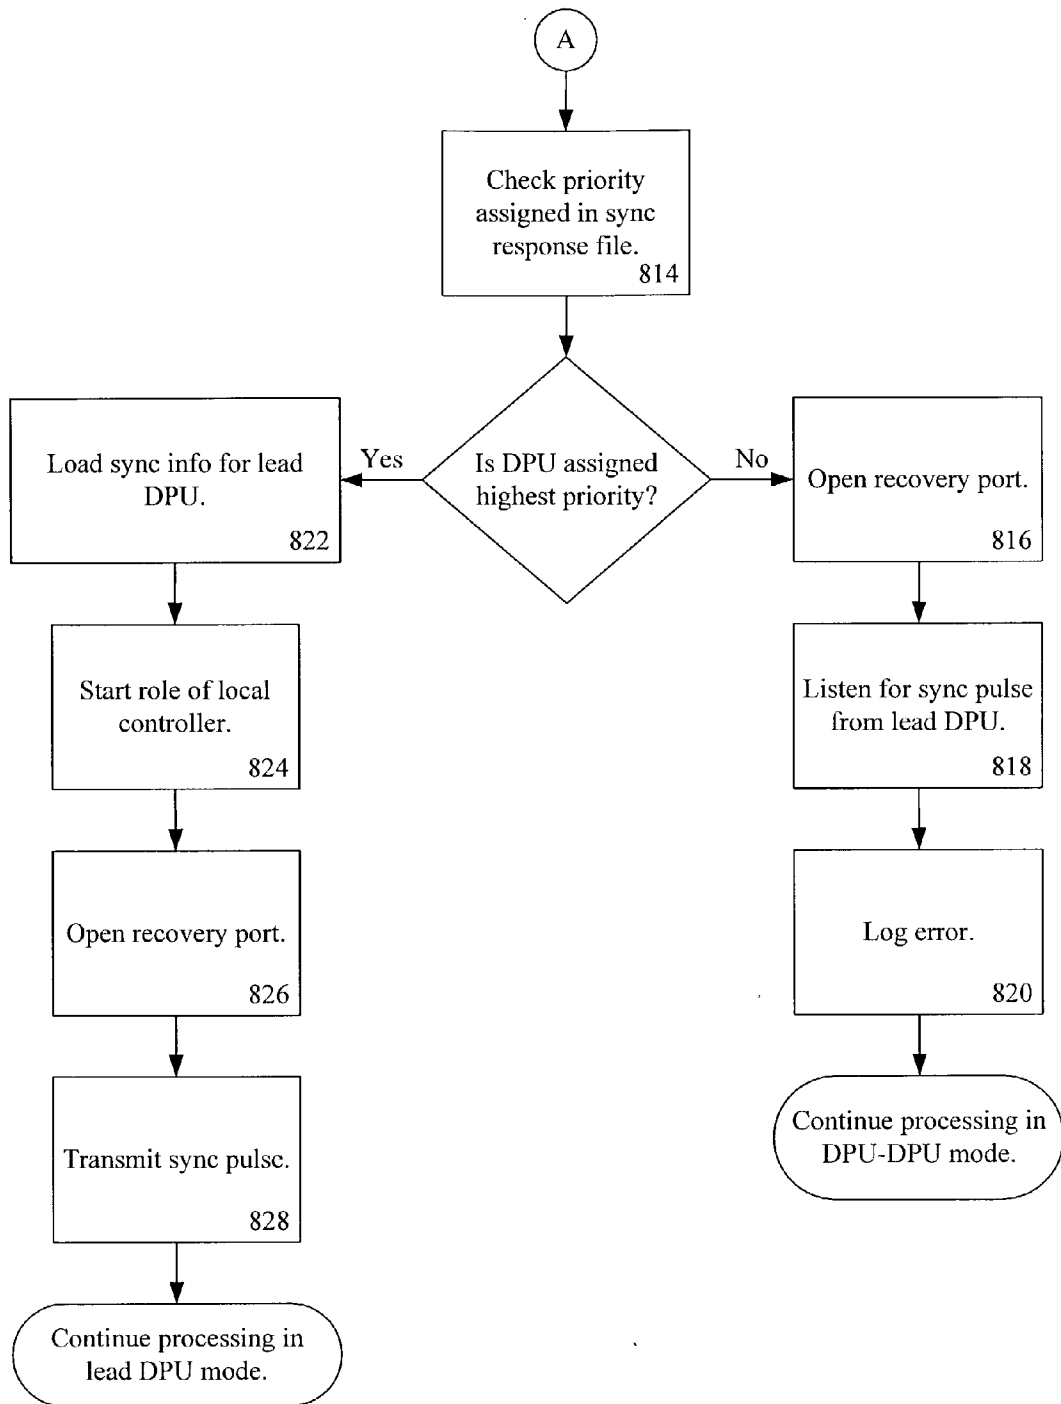 A
Check priority
assigned in sync
response file.
814
Is DPU assigned
highest priority?
Yes
No
Load sync info for lead
DPU.
822
Open recovery port.
816
Start role of local
controller.
824
Listen for sync pulse
from lead DPU.
818
Open recovery port.
826
Log error.
820
Transmit sync pulse.
828
Continue processing in
DPU-DPU mode.
Continue processing in
lead DPU mode.